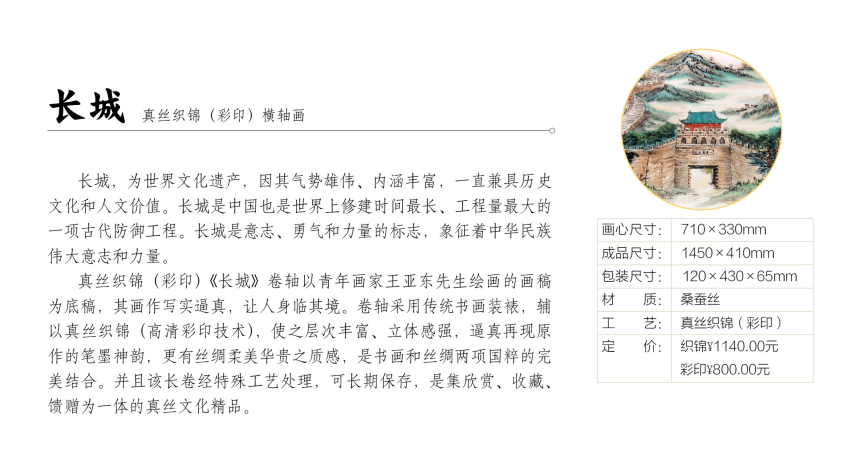 长城 真丝织锦（彩印）横轴画
长城，为世界文化遗产，因其气势雄伟、内涵丰富，一直兼具历史
文化和人文价值。长城是中国也是世界上修建时间最长、工程量最大的
一项古代防御工程。长城是意志、勇气和力量的标志，象征着中华民族
伟大意志和力量。
真丝织锦（彩印）《长城》卷轴以青年画家王亚东先生绘画的画稿
为底稿，其画作写实逼真，让人身临其境。卷轴采用传统书画装裱，辅
以真丝织锦（高清彩印技术），使之层次丰富、立体感强，逼真再现原
作的笔墨神韵，更有丝绸柔美华贵之质感，是书画和丝绸两项国粹的完
美结合。并且该长卷经特殊工艺处理，可长期保存，是集欣赏、收藏、
馈赠为一体的真丝文化精品。
画心尺寸： 710×330mm
成品尺寸： 1450×410mm
包装尺寸： 120×430×65mm
材 质： 桑蚕丝
工 艺： 真丝织锦（彩印）
定 价： 织锦¥1140.00元
彩印¥800.00元